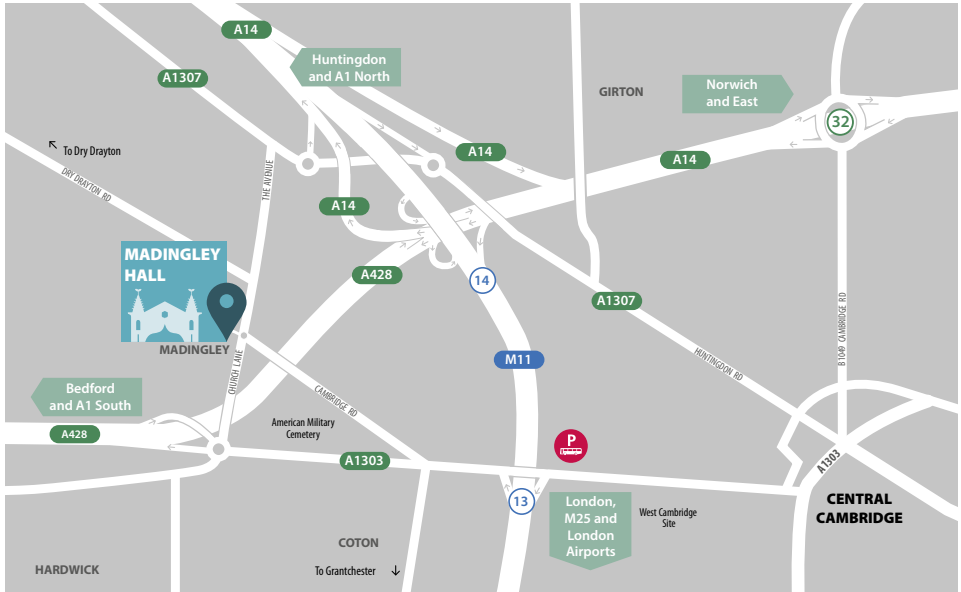 A14
Huntingdon
and A1 North
A1307
GIRTON
Norwich
and East
32
To Dry Drayton
A14
A14
DRY DRAYTON RD
THE AVENUE
A14
MADINGLEY
HALL
A428
14
A1307
B1049 CAMBRIDGE RD
MADINGLEY
M11
HUNTINGDON RD
CHURCH LANE
Bedford
and A1 South
CAMBRIDGE RD
American Military
Cemetery
A428
P
A1303
A1303
13
London,
M25 and
London
Airports
West Cambridge
Site
CENTRAL
CAMBRIDGE
COTON
HARDWICK
To Grantchester